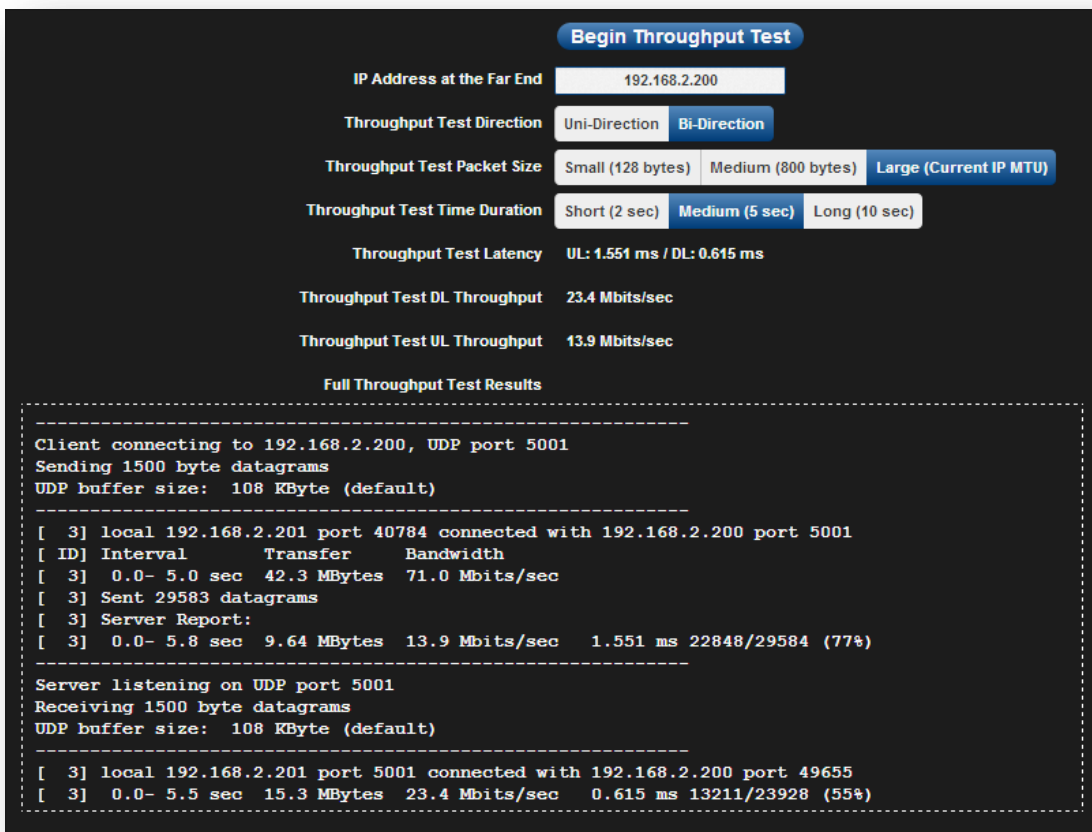 Begin Throughput Test
IP Address at the Far End 192.168.2.200
Throughput Test Direction Uni-Direction Bi-Direction
Throughput Test Packet Size Small (128 bytes) Medium (800 bytes) Large (Current IP MTU)
Throughput Test Time Duration Short (2 sec) Medium (5 sec) Long (10 sec)
Throughput Test Latency UL: 1.551 ms / DL: 0.615 ms
Throughput Test DL Throughput 23.4 Mbits/sec
Throughput Test UL Throughput 13.9 Mbits/sec
Full Throughput Test Results
------------------------------------------------------------
Client connecting to 192.168.2.200, UDP port 5001
Sending 1500 byte datagrams
UDP buffer size:  108 KByte (default)
------------------------------------------------------------
[  3] local 192.168.2.201 port 40784 connected with 192.168.2.200 port 5001
[ ID] Interval       Transfer     Bandwidth
[  3]  0.0- 5.0 sec  42.3 MBytes  71.0 Mbits/sec
[  3] Sent 29583 datagrams
[  3] Server Report:
[  3]  0.0- 5.8 sec  9.64 MBytes  13.9 Mbits/sec   1.551 ms 22848/29584 (77%)
------------------------------------------------------------
Server listening on UDP port 5001
Receiving 1500 byte datagrams
UDP buffer size:  108 KByte (default)
------------------------------------------------------------
[  3] local 192.168.2.201 port 5001 connected with 192.168.2.200 port 49655
[  3]  0.0- 5.5 sec  15.3 MBytes  23.4 Mbits/sec   0.615 ms 13211/23928 (55%)